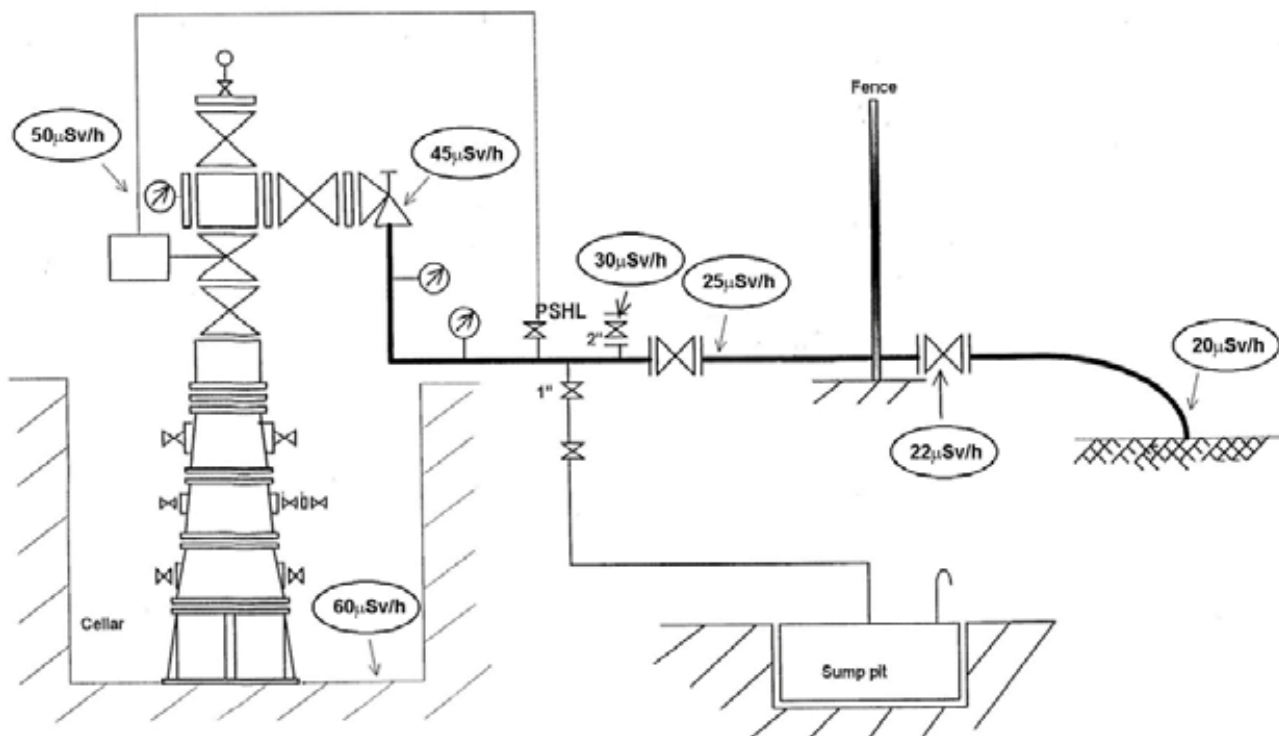 Fence
50μSv/h
45μSv/h
30μSv/h
25μSv/h
PSHL
2"
20μSv/h
1"
22μSv/h
60μSv/h
Cellar
Sump pit